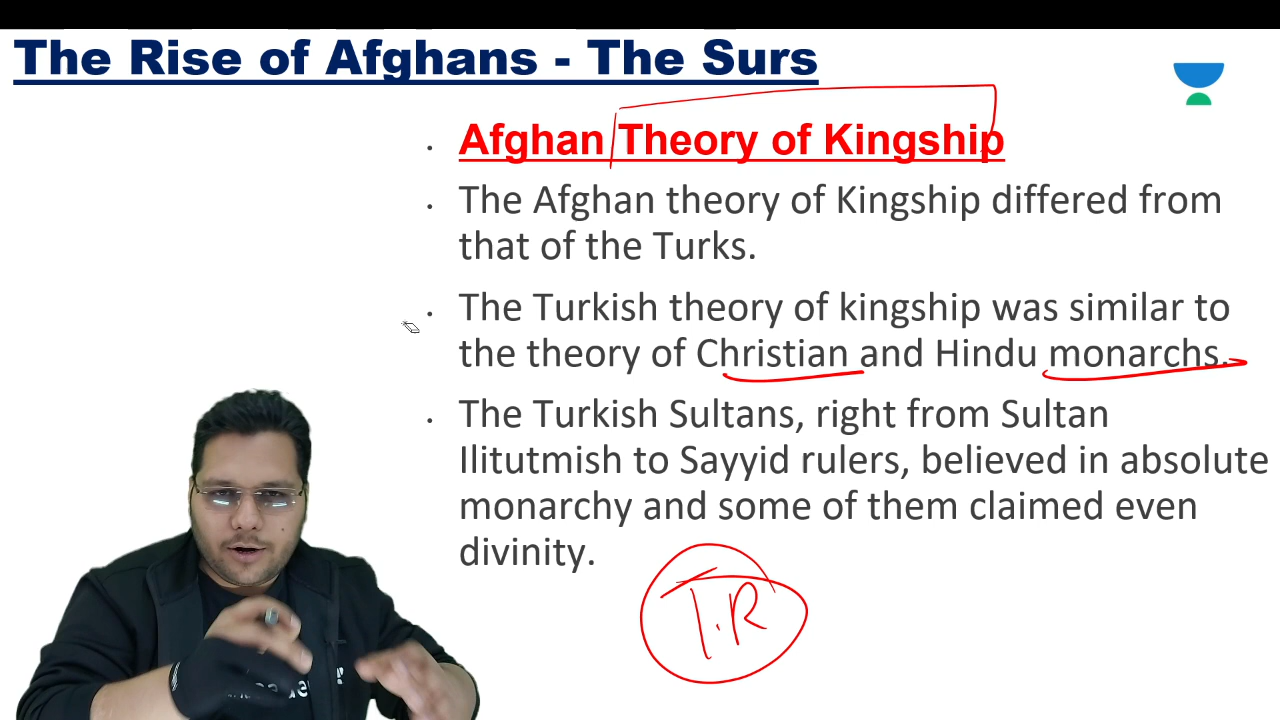 The Rise of Afghans - The Surs
Afghan Theory of Kingship
The Afghan theory of Kingship differed from
that of the Turks.
The Turkish theory of kingship was similar to
the theory of Christian and Hindu monarchs.
The Turkish Sultans, right from Sultan
Ilitutmish to Sayyid rulers, believed in absolute
monarchy and some of them claimed even
divinity.
T.R